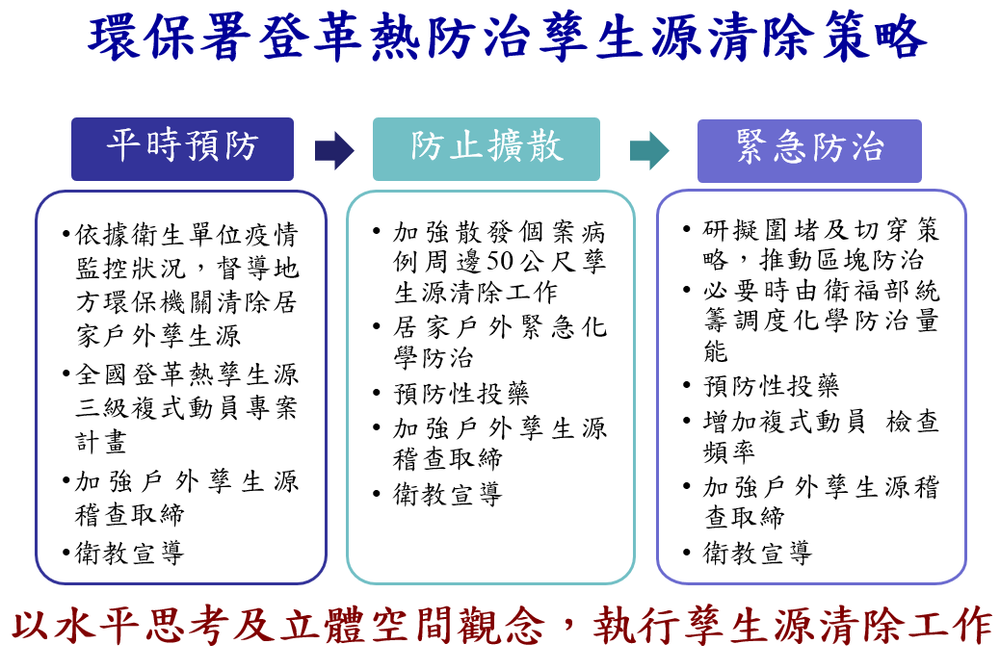 環保署登革熱防治孳生源清除策略
平時預防
•依據衛生單位疫情
監控狀況，督導地
方環保機關清除居
家戶外孳生源
•全國登革熱孳生源
三級複式動員專案
計畫
•加強戶外孳生源
稽查取締
•衛教宣導
防止擴散
• 加強散發個案病
例周邊50公尺孳
生源清除工作
• 居家戶外緊急化
學防治
• 預防性投藥
• 加強戶外孳生源
稽查取締
• 衛教宣導
緊急防治
• 研擬圍堵及切穿策
略，推動區塊防治
• 必要時由衛福部統
籌調度化學防治量
能
• 預防性投藥
• 增加複式動員 檢查
頻率
• 加強戶外孳生源稽
查取締
• 衛教宣導
以水平思考及立體空間觀念，執行孳生源清除工作